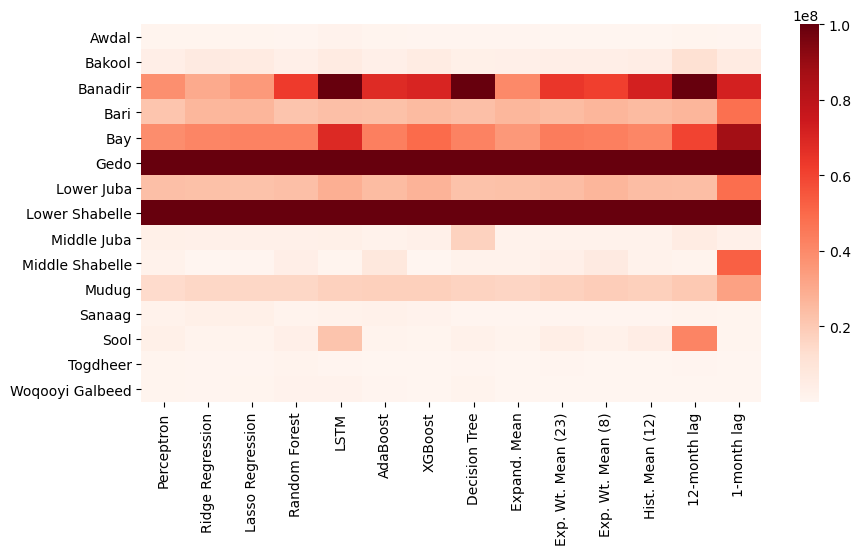 1e8
Awdal
Bakool
Banadir
Bari
Bay
Gedo
Lower Juba
Lower Shabelle
Middle Juba
Middle Shabelle
Mudug
Sanaag
Sool
Togdheer
Woqooyi Galbeed
1.0
0.8
0.6
0.4
0.2
Perceptron
Ridge Regression
Lasso Regression
Random Forest
LSTM
AdaBoost
XGBoost
Decision Tree
Expand. Mean
Exp. Wt. Mean (23)
Exp. Wt. Mean (8)
Hist. Mean (12)
12-month lag
1-month lag